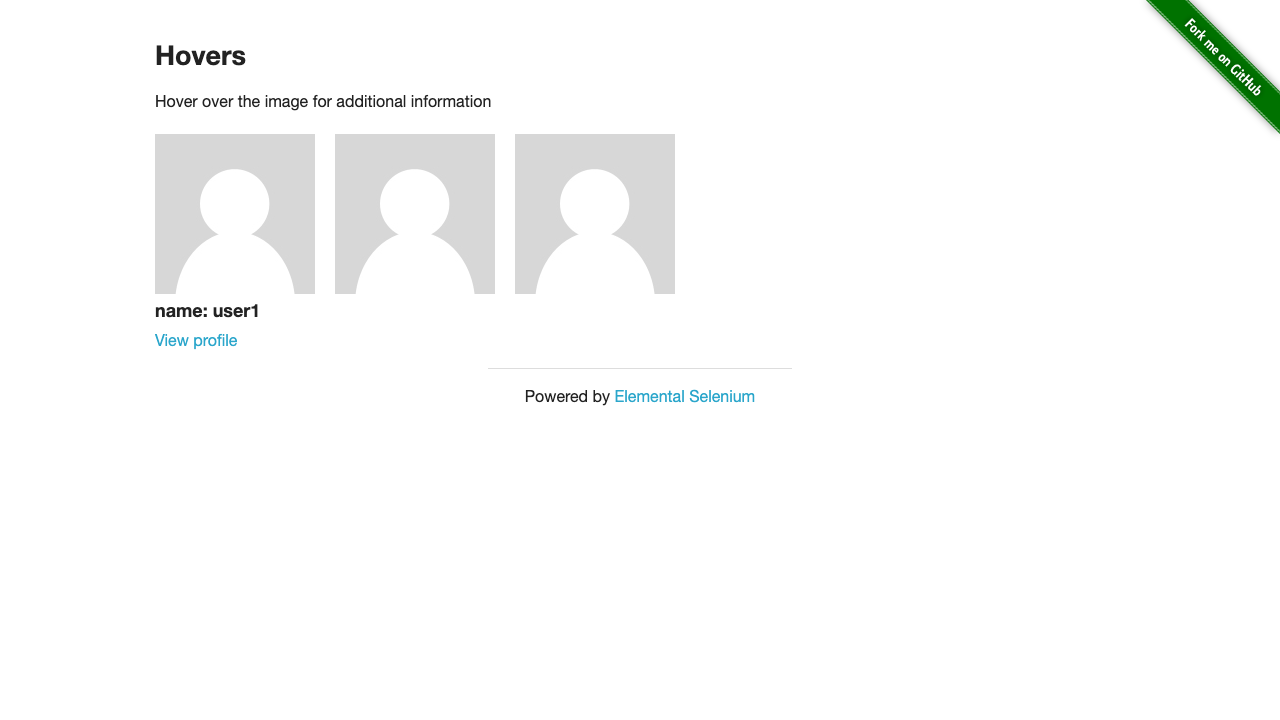 Fork me on GitHub
Hovers
Hover over the image for additional information
name: user1
View profile
Powered by Elemental Selenium